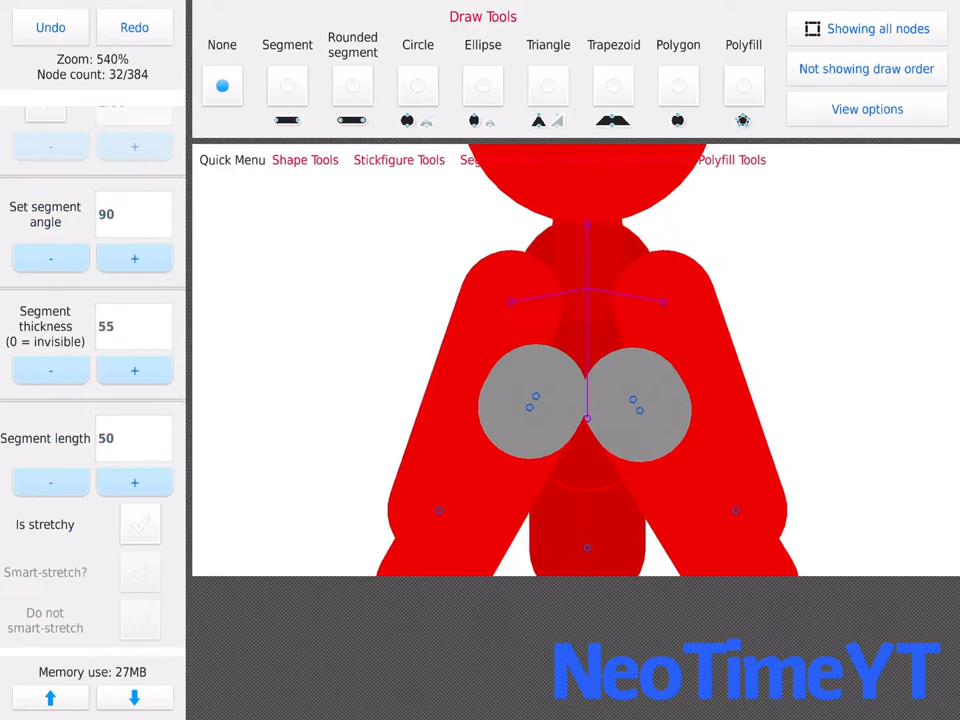 Undo
Redo
Zoom: 540%
Node count: 32/384
-
+
Set segment
angle
90
-
+
Segment
thickness
(0 = invisible)
55
-
+
Segment length
50
-
+
Is stretchy
Smart-stretch?
Do not
smart-stretch
Memory use: 27MB
Draw Tools
None
Segment
Rounded
segment
Circle
Ellipse
Triangle
Trapezoid
Polygon
Polyfill
Showing all nodes
Not showing draw order
View options
Quick Menu
Shape Tools
Stickfigure Tools
Polyfill Tools
NeoTimeYT